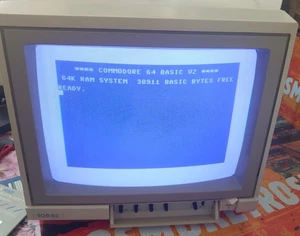 **** COMMODORE 64 BASIC V2 ****
64K RAM SYSTEM 38911 BASIC BYTES FREE
READY.